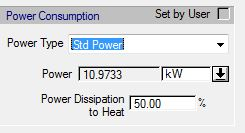 Power Consumption Set by User
Power Type Std Power
Power 10.9733 kW
Power Dissipation
to Heat 50.00 %